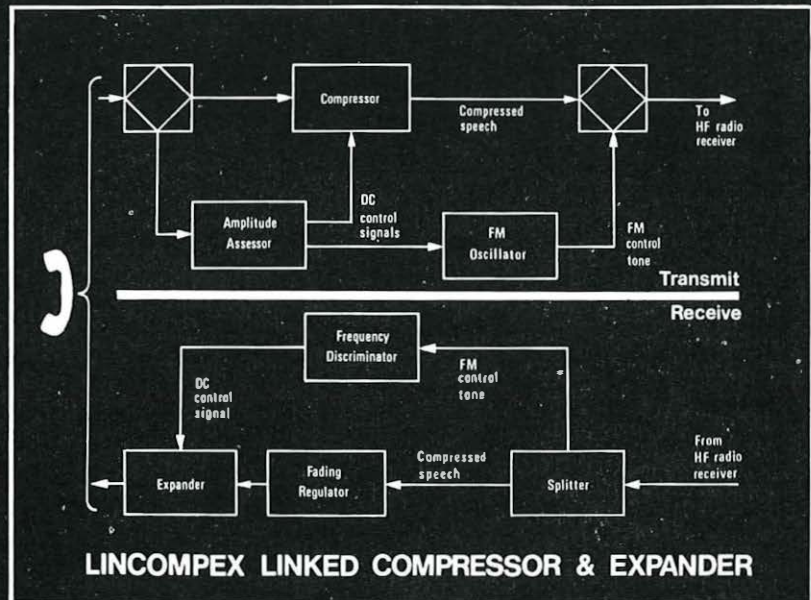 Compressor
Compressed
speech
To
HF radio
receiver
Amplitude
Assessor
DC
control
signals
FM
Oscillator
FM
control
tone
Transmit
Receive
Frequency
Discriminator
DC
control
signal
FM
control
tone
Expander
Fading
Regulator
Compressed
speech
Splitter
From
HF radio
receiver
LINCOMPEX LINKED COMPRESSOR & EXPANDER